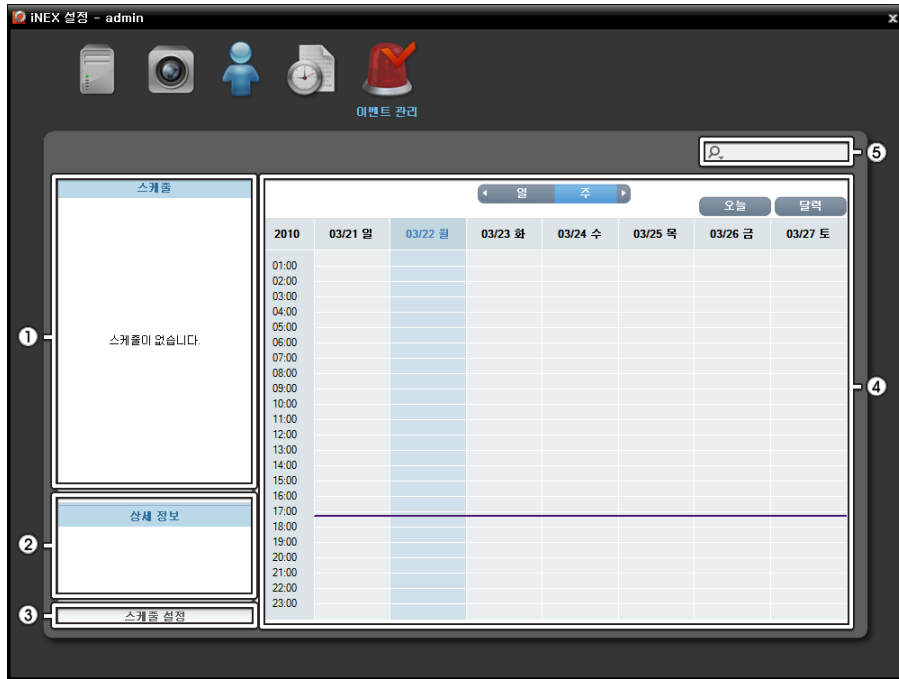 iNEX 설정 - admin
x
이벤트 관리
⑤
스케줄
일 주
오늘 달력
2010 03/21 일 03/22 월 03/23 화 03/24 수 03/25 목 03/26 금 03/27 토
01:00
02:00
03:00
04:00
05:00
① 스케줄이 없습니다. 06:00
07:00
08:00
09:00 ④
10:00
11:00
12:00
13:00
14:00
15:00
16:00
17:00
상세 정보
18:00
② 19:00
20:00
21:00
22:00
23:00
③ 스케줄 설정